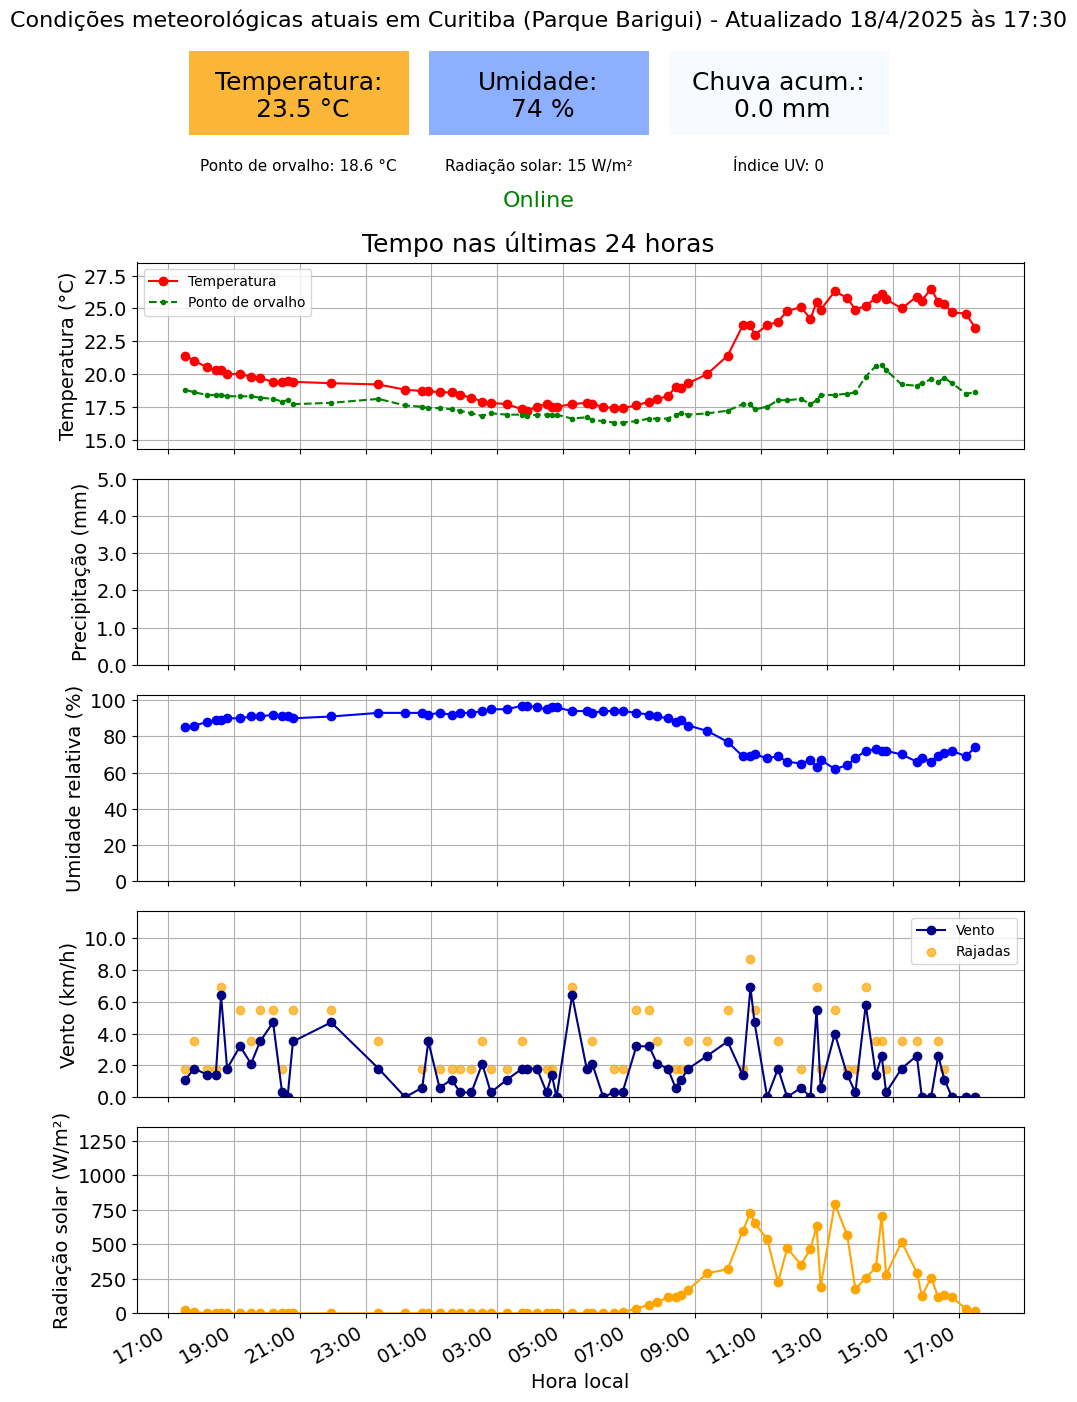 Condições meteorológicas atuais em Curitiba (Parque Barigui) - Atualizado 18/4/2025 às 17:30
Temperatura:
23.5 °C
Umidade:
74 %
Chuva acum.:
0.0 mm
Ponto de orvalho: 18.6 °C
Radiação solar: 15 W/m²
Índice UV: 0
Online
Tempo nas últimas 24 horas
Temperatura (°C)
27.5
25.0
22.5
20.0
17.5
15.0
Temperatura
Ponto de orvalho
Precipitação (mm)
5.0
4.0
3.0
2.0
1.0
0.0
Umidade relativa (%)
100
80
60
40
20
0
Vento (km/h)
10.0
8.0
6.0
4.0
2.0
0.0
Vento
Rajadas
Radiação solar (W/m²)
1250
1000
750
500
250
0
17:00
19:00
21:00
23:00
01:00
03:00
05:00
07:00
09:00
11:00
13:00
15:00
17:00
Hora local